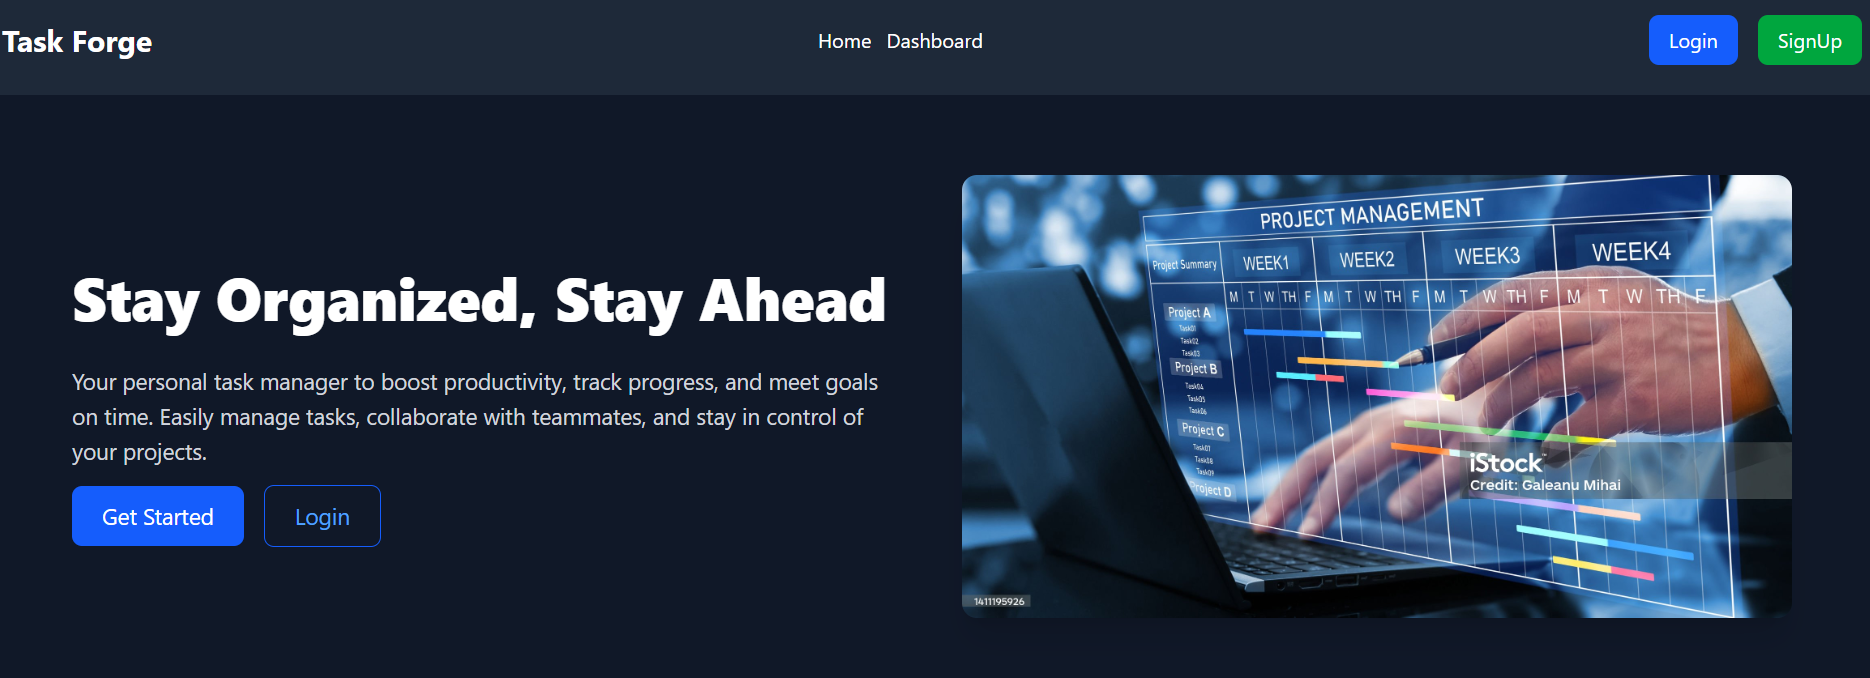 Task Forge
Home Dashboard
Login
SignUp
Stay Organized, Stay Ahead
Your personal task manager to boost productivity, track progress, and meet goals
on time. Easily manage tasks, collaborate with teammates, and stay in control of
your projects.
Get Started
Login
PROJECT MANAGEMENT
Project Summary WEEK1 WEEK2 WEEK3 WEEK4
M T W TH F M T W TH F M T W TH F M T W TH F
Project A
Task01
Task02
Task03
Project B
Task04
Task05
Task06
Project C
Task07
Task08
Task09
Project D
iStock
Credit: Galeanu Mihai
1411195926